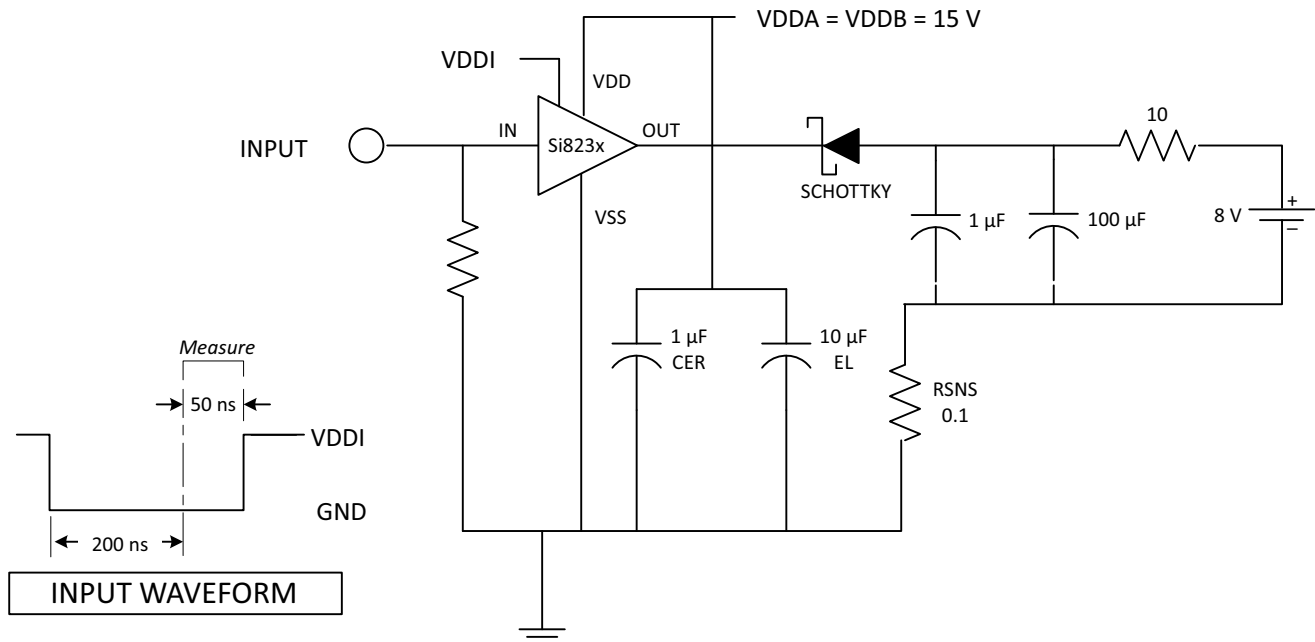 VDDA = VDDB = 15 V
VDDI
VDD
10
INPUT
IN
Si823x
OUT
SCHOTTKY
VSS
1 µF
100 µF
8 V
+
–
1 µF
CER
10 µF
EL
RSNS
0.1
Measure
50 ns
VDDI
GND
200 ns
INPUT WAVEFORM